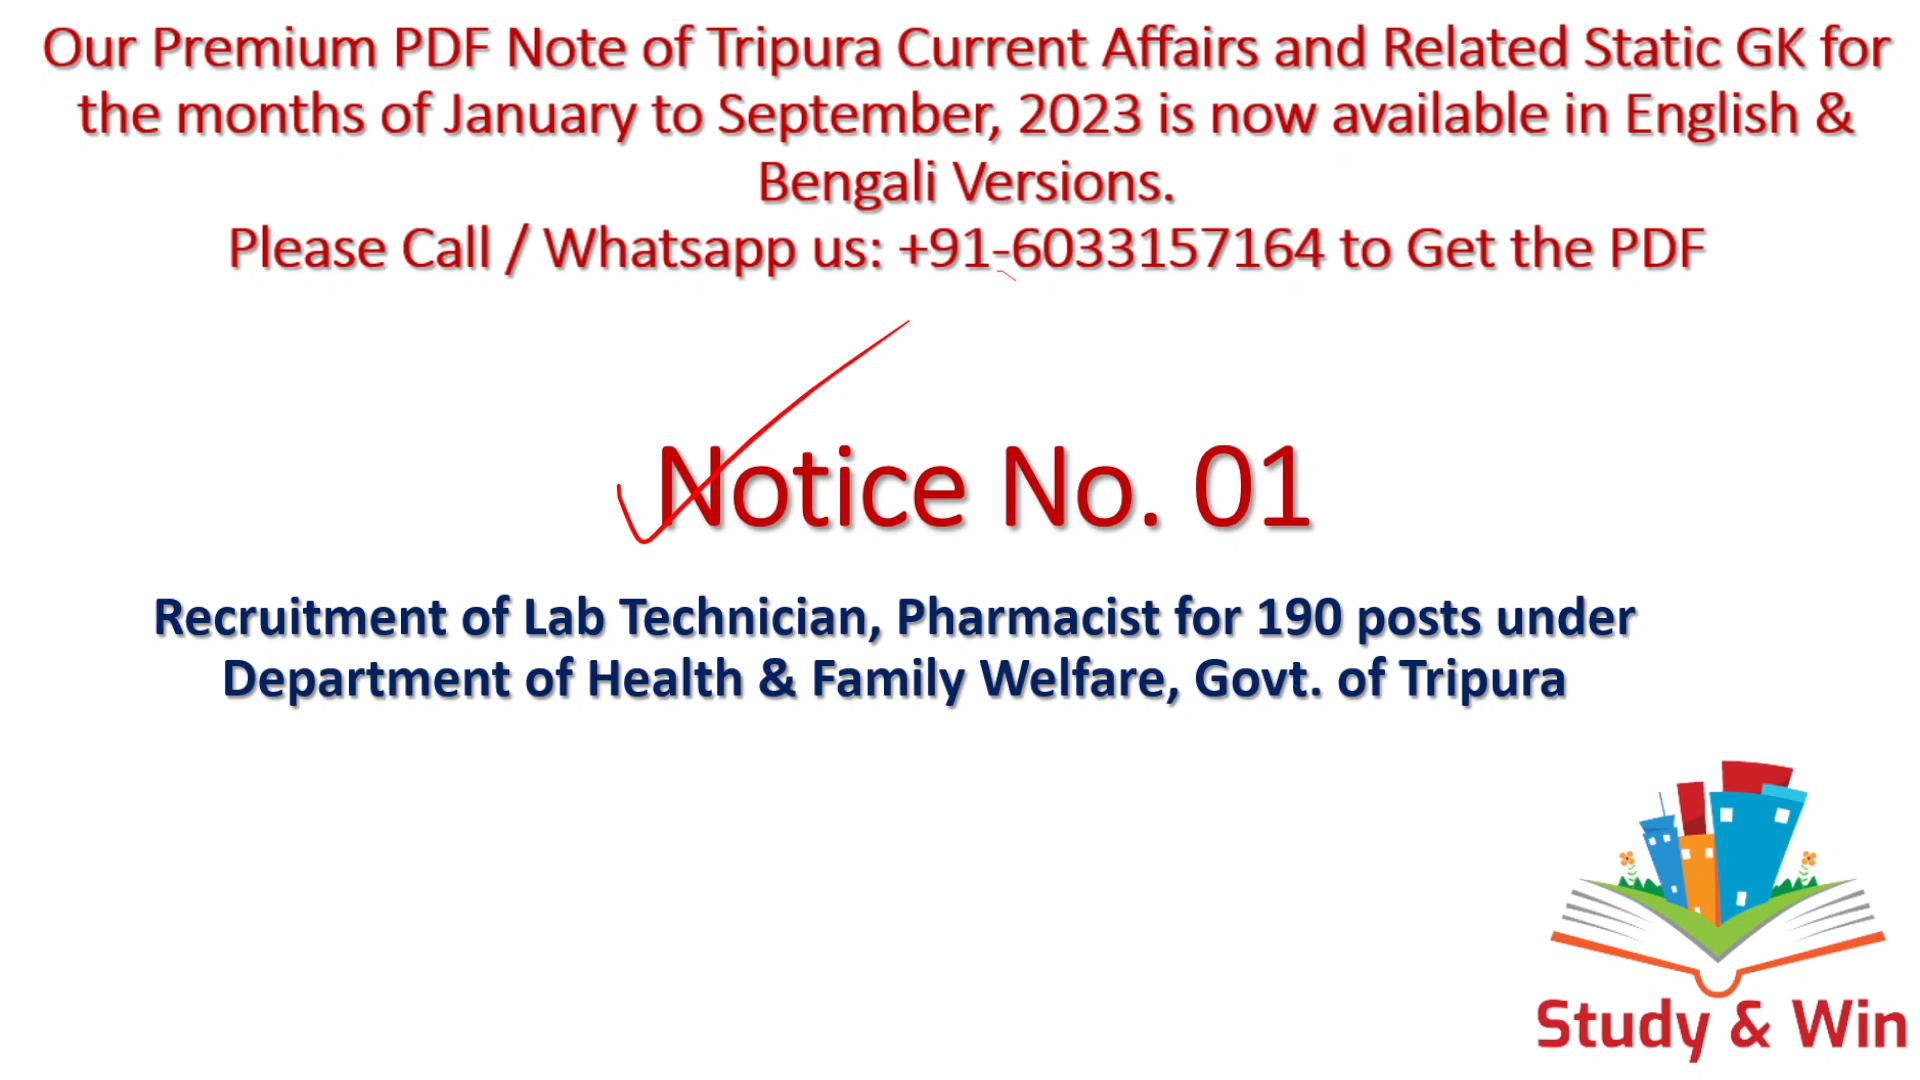 Our Premium PDF Note of Tripura Current Affairs and Related Static GK for
the months of January to September, 2023 is now available in English &
Bengali Versions.
Please Call / Whatsapp us: +91-6033157164 to Get the PDF
Notice No. 01
Recruitment of Lab Technician, Pharmacist for 190 posts under
Department of Health & Family Welfare, Govt. of Tripura
Study & Win